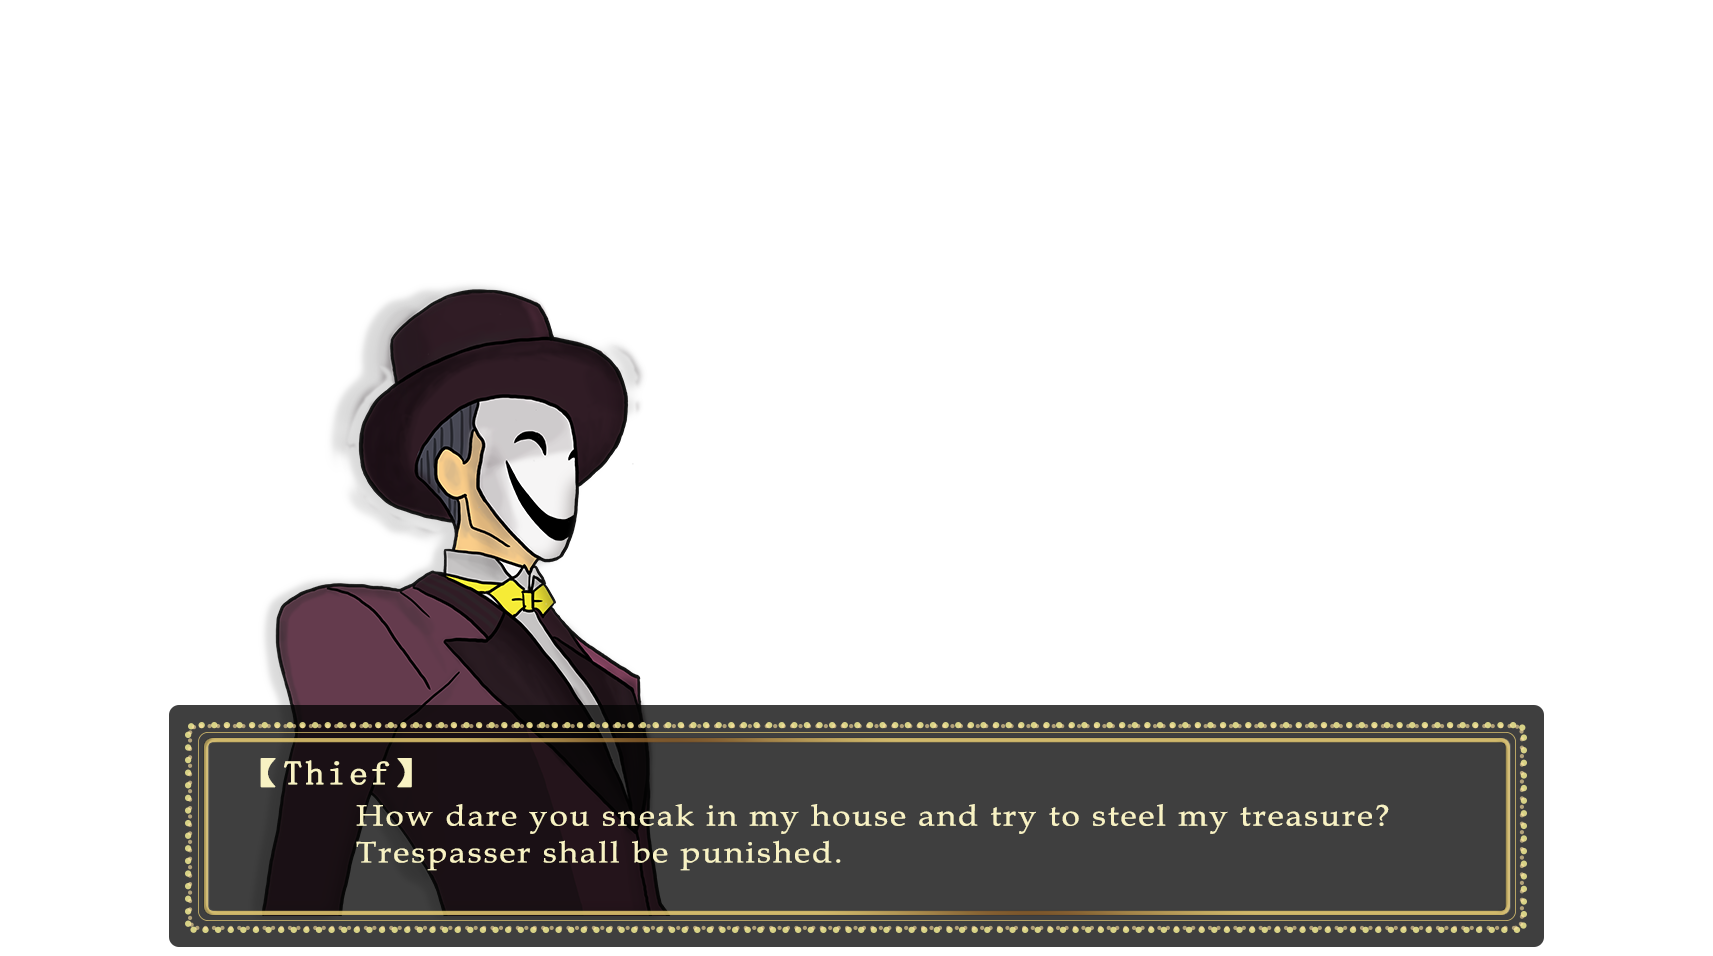 【Thief】
How dare you sneak in my house and try to steel my treasure?
Trespasser shall be punished.